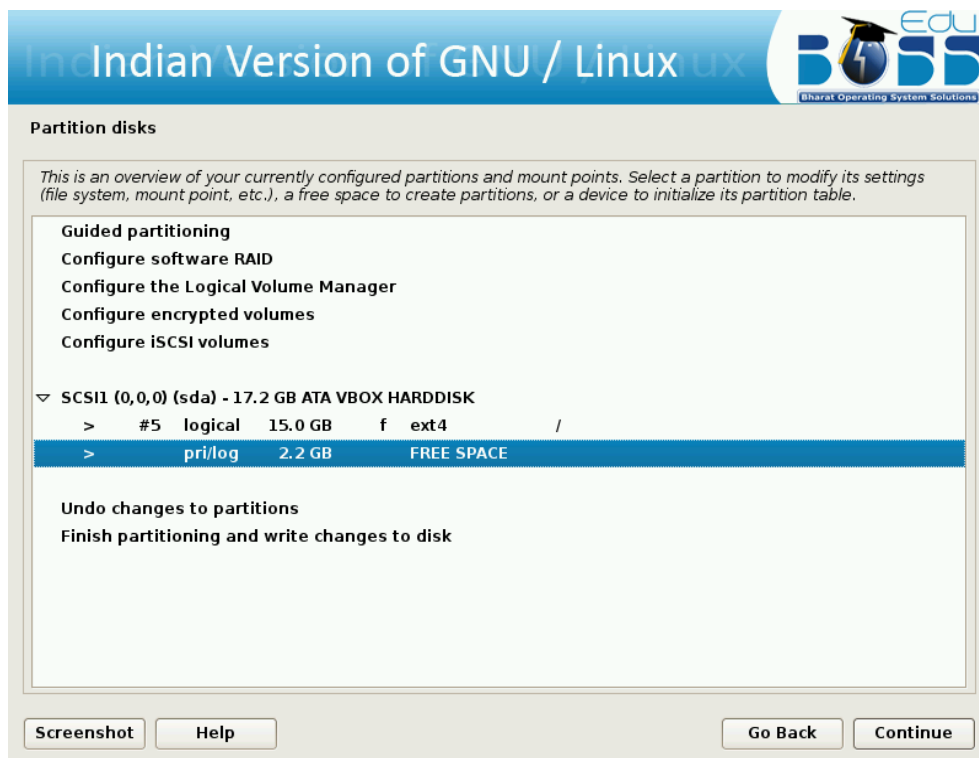 Indian Version of GNU / Linux
Edu
BOSS
Bharat Operating System Solutions
Partition disks
This is an overview of your currently configured partitions and mount points. Select a partition to modify its settings
(file system, mount point, etc.), a free space to create partitions, or a device to initialize its partition table.
Guided partitioning
Configure software RAID
Configure the Logical Volume Manager
Configure encrypted volumes
Configure iSCSI volumes
SCSI1 (0,0,0) (sda) - 17.2 GB ATA VBOX HARDDISK
> #5 logical 15.0 GB f ext4 /
> pri/log 2.2 GB FREE SPACE
Undo changes to partitions
Finish partitioning and write changes to disk
Screenshot Help Go Back Continue